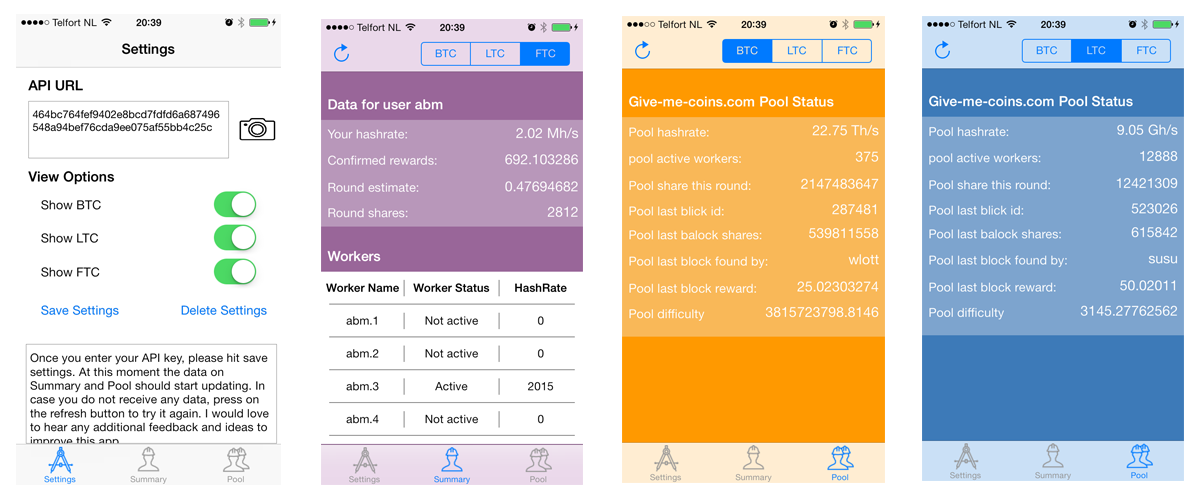 Telfort NL 20:39
Settings
API URL
464bc764fef9402e8bcd7fdfd6a687496
548a94bef76cda9ee075af55bb4c25c
View Options
Show BTC
Show LTC
Show FTC
Save Settings Delete Settings
Once you enter your API key, please hit save
settings. At this moment the data on
Summary and Pool should start updating. In
case you do not receive any data, press on
the refresh button to try it again. I would love
to hear any additional feedback and ideas to
improve this app
Settings Summary Pool
Telfort NL 20:39
BTC LTC FTC
Data for user abm
Your hashrate: 2.02 Mh/s
Confirmed rewards: 692.103286
Round estimate: 0.47694682
Round shares: 2812
Workers
Worker Name Worker Status HashRate
abm.1 Not active 0
abm.2 Not active 0
abm.3 Active 2015
abm.4 Not active 0
Settings Summary Pool
Telfort NL 20:39
BTC LTC FTC
Give-me-coins.com Pool Status
Pool hashrate: 22.75 Th/s
pool active workers: 375
Pool share this round: 2147483647
Pool last blick id: 287481
Pool last balock shares: 539811558
Pool last block found by: wlott
Pool last block reward: 25.02303274
Pool difficulty 3815723798.8146
Settings Summary Pool
Telfort NL 20:39
BTC LTC FTC
Give-me-coins.com Pool Status
Pool hashrate: 9.05 Gh/s
pool active workers: 12888
Pool share this round: 12421309
Pool last blick id: 523026
Pool last balock shares: 615842
Pool last block found by: susu
Pool last block reward: 50.02011
Pool difficulty 3145.27762562
Settings Summary Pool